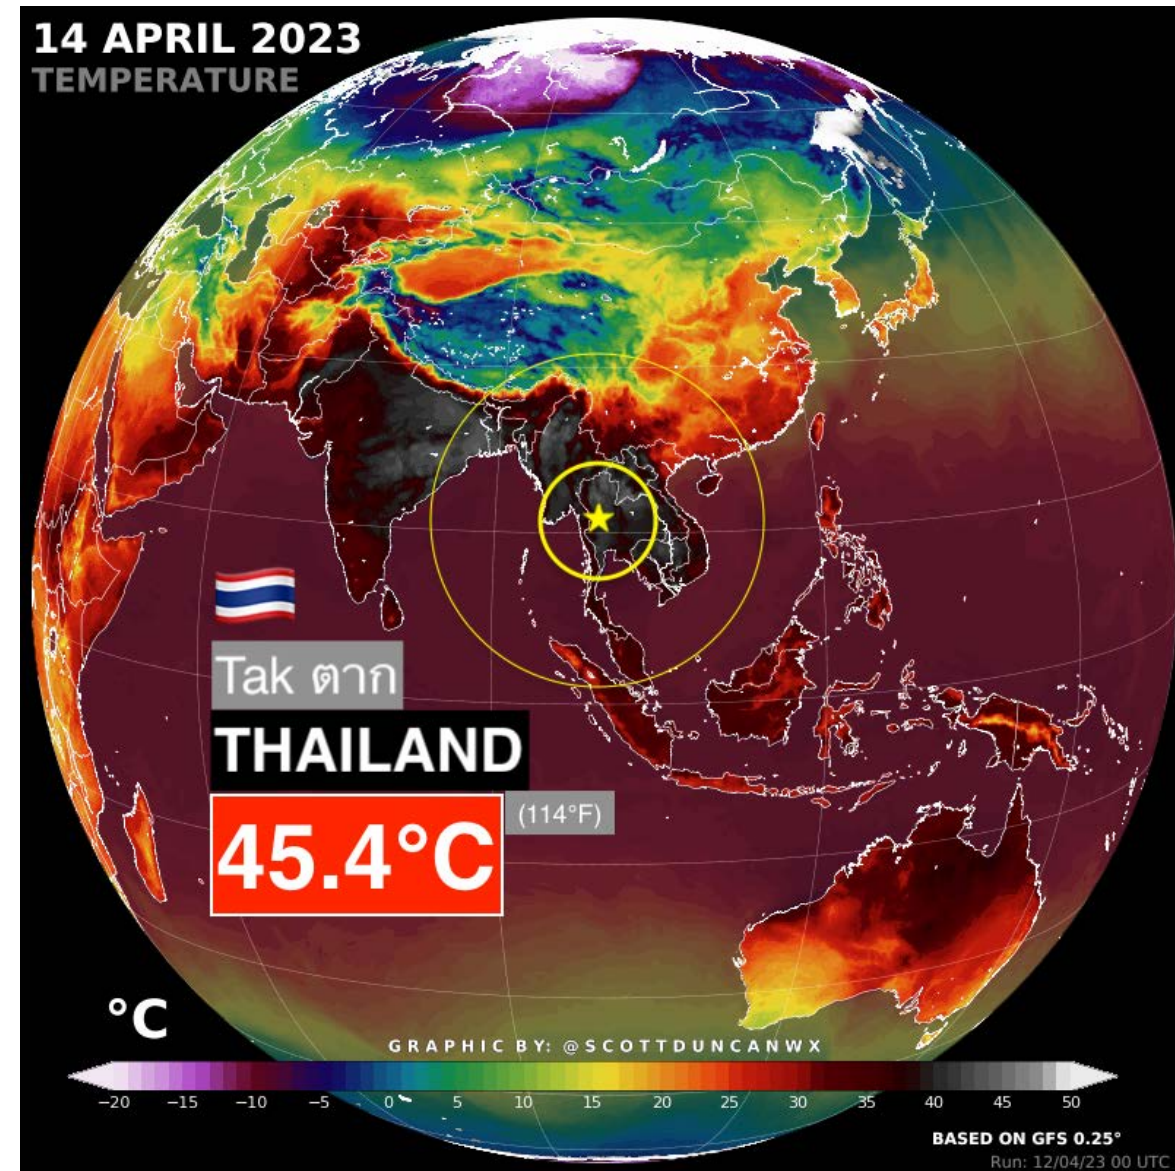 14 APRIL 2023
TEMPERATURE
Tak ตาก
THAILAND
45.4°C
(114°F)
°C
GRAPHIC BY: @SCOTTDUNCANWX
−20 −15 −10 −5 0 5 10 15 20 25 30 35 40 45 50
BASED ON GFS 0.25°
Run: 12/04/23 00 UTC